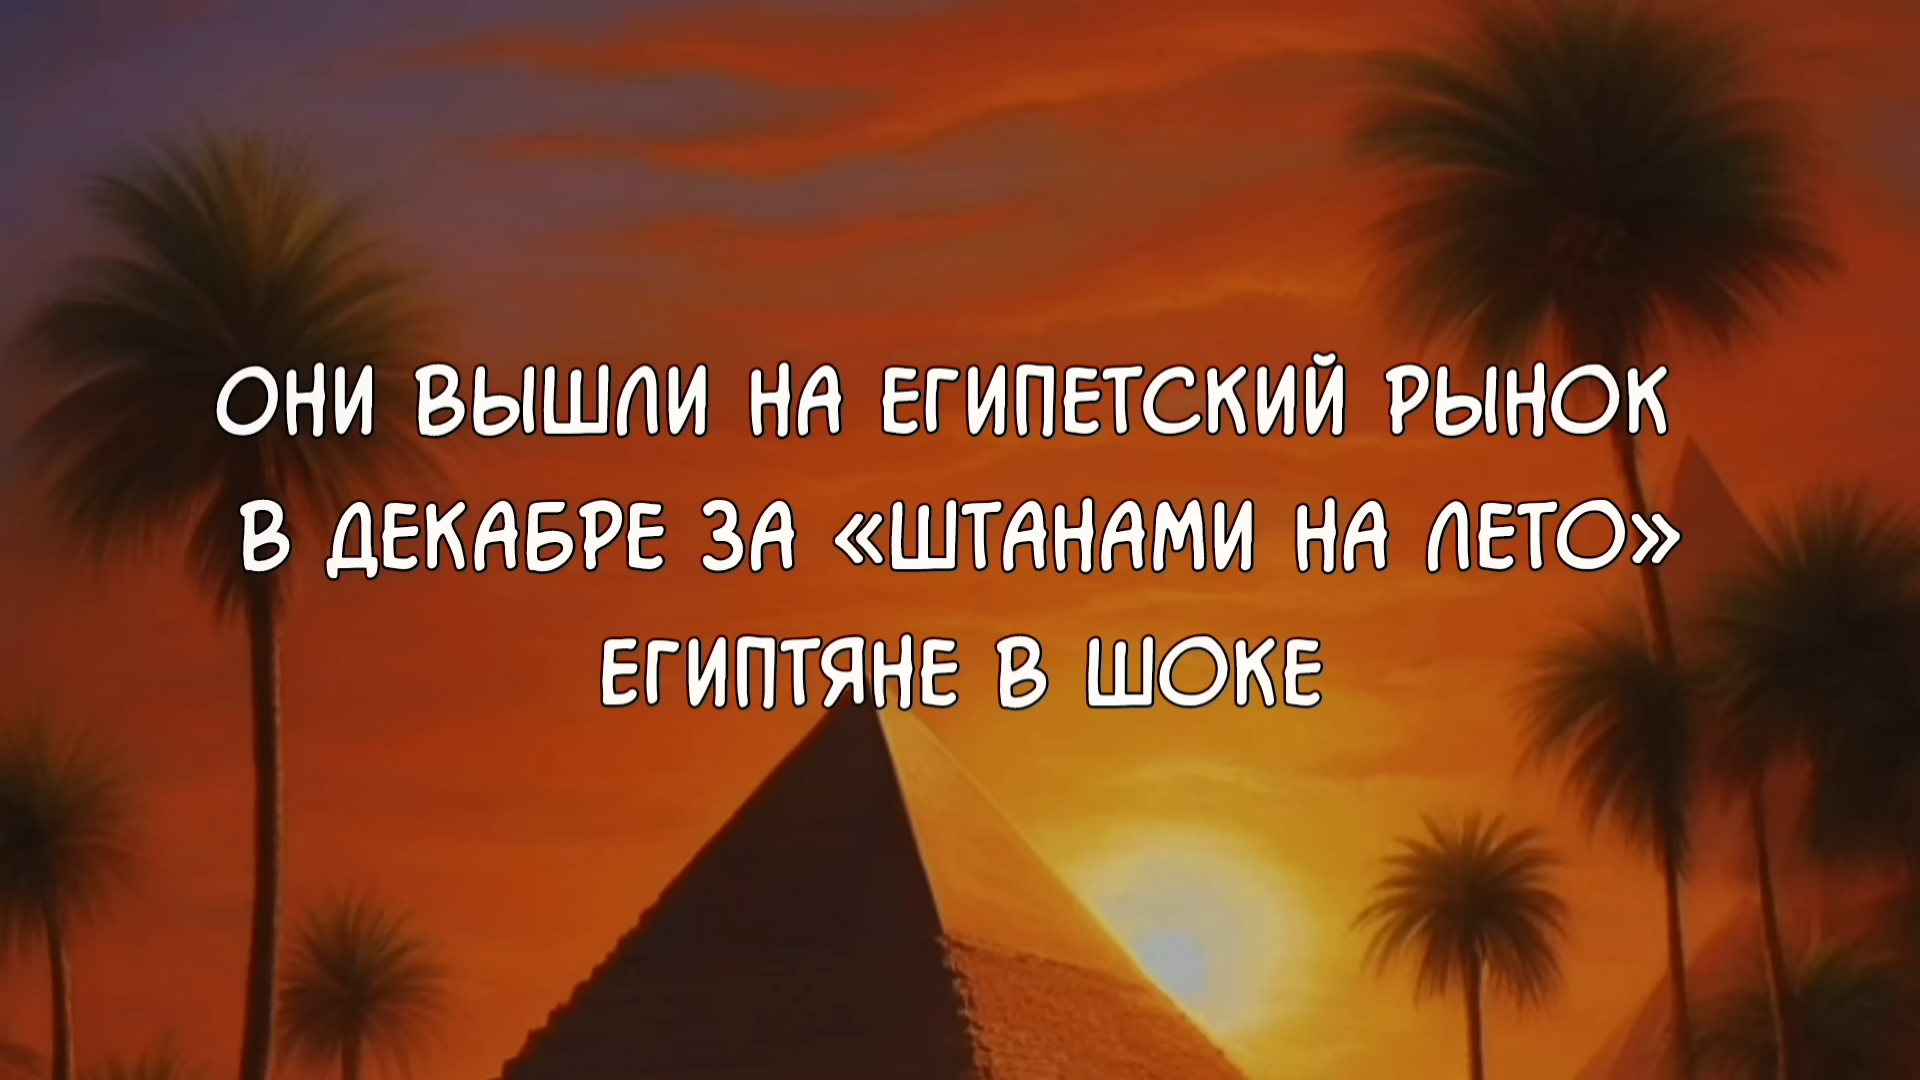 ОНИ ВЫШЛИ НА ЕГИПЕТСКИЙ РЫНОК
В ДЕКАБРЕ ЗА «ШТАНАМИ НА ЛЕТО»
ЕГИПТЯНЕ В ШОКЕ